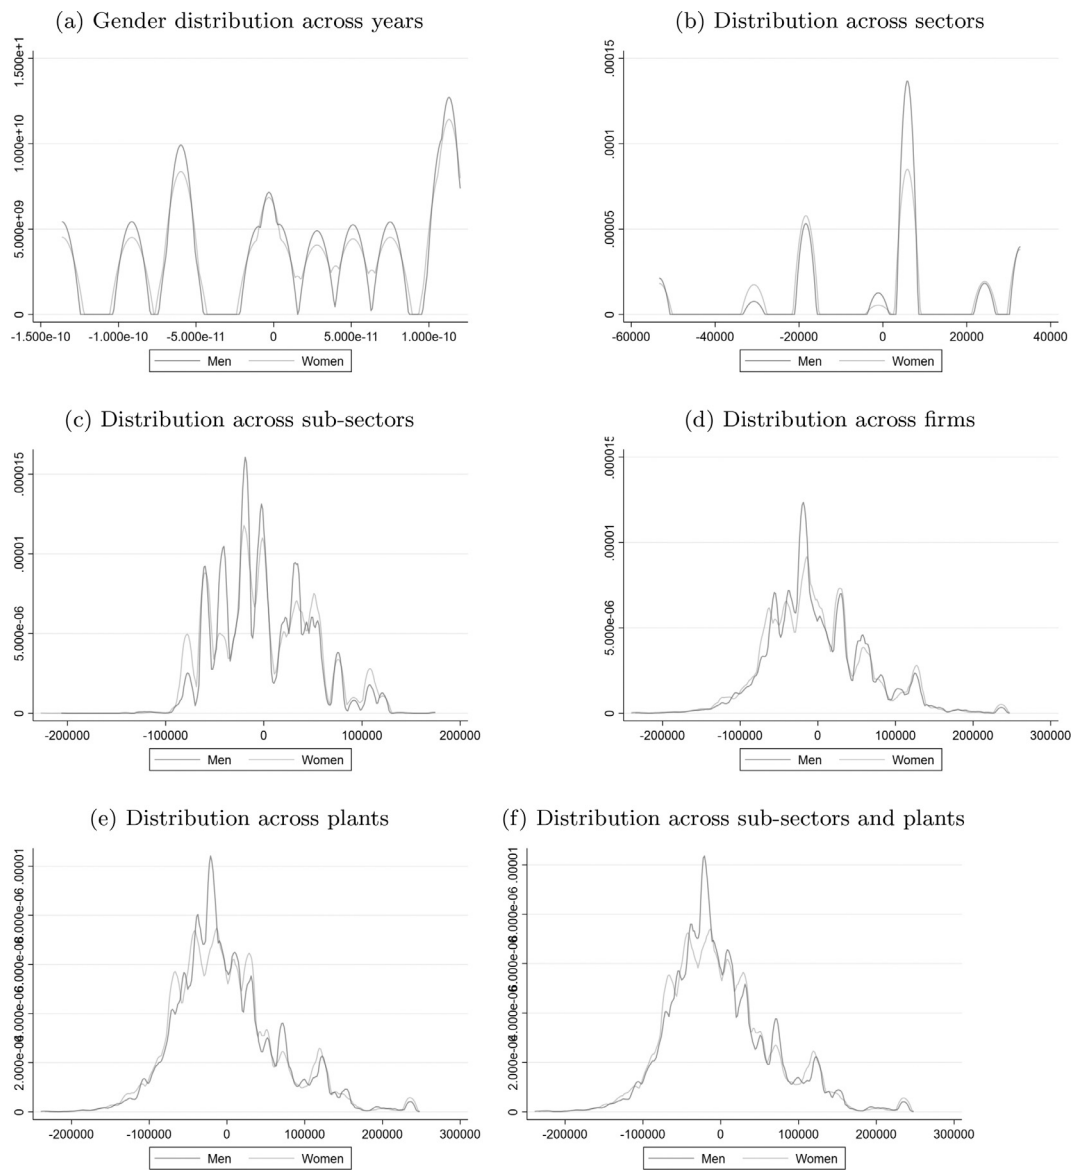 (a) Gender distribution across years
1.500e+1
1.000e+10
5.000e+09
0
-1.500e-10 -1.000e-10 -5.000e-11 0 5.000e-11 1.000e-10
Men Women
(b) Distribution across sectors
.00015
.0001
.00005
0
-60000 -40000 -20000 0 20000 40000
Men Women
(c) Distribution across sub-sectors
.000015
.00001
5.000e-06
0
-200000 -100000 0 100000 200000
Men Women
(d) Distribution across firms
.000015
.00001
5.000e-06
0
-200000 -100000 0 100000 200000 300000
Men Women
(e) Distribution across plants
.00001
2.000e-06
0
-200000 -100000 0 100000 200000 300000
Men Women
(f) Distribution across sub-sectors and plants
.00001
2.000e-06
0
-200000 -100000 0 100000 200000 300000
Men Women